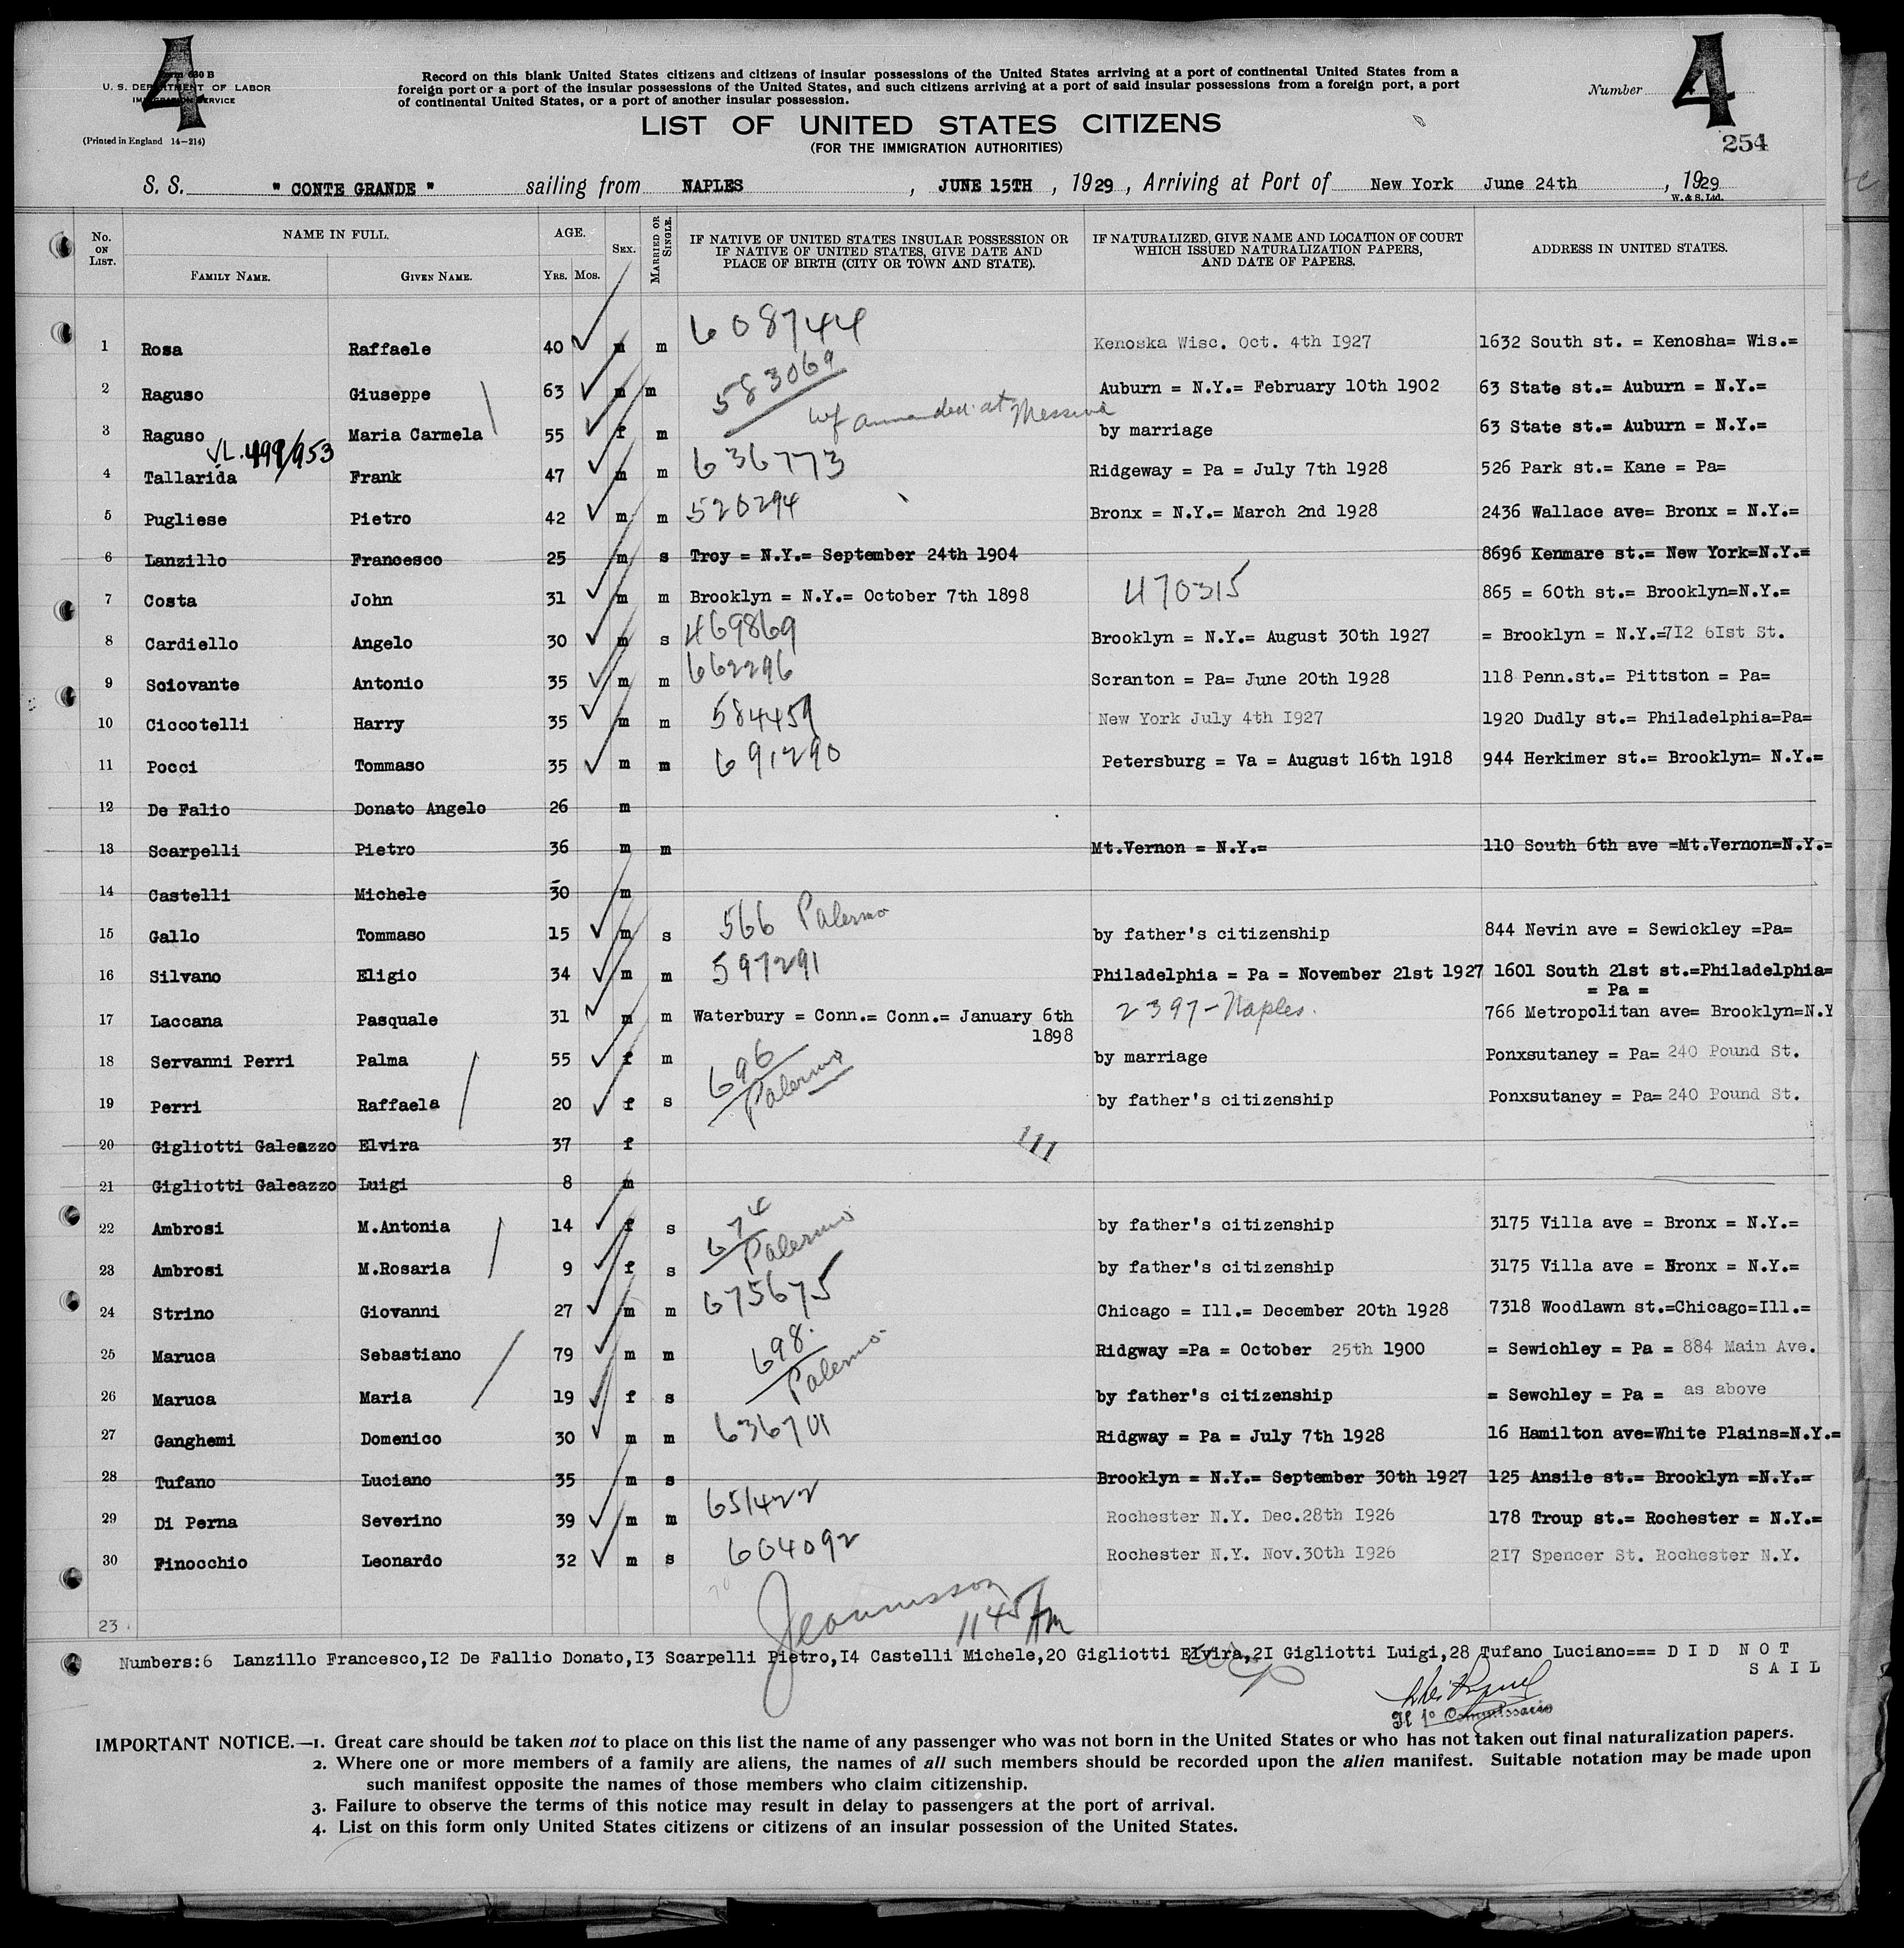 4
Form 630 B
U. S. DEPARTMENT OF LABOR
IMMIGRATION SERVICE
(Printed in England 14—214)
Record on this blank United States citizens and citizens of insular possessions of the United States arriving at a port of continental United States from a
foreign port or a port of the insular possessions of the United States, and such citizens arriving at a port of said insular possessions from a foreign port, a port
of continental United States, or a port of another insular possession.
Number 4
254
LIST OF UNITED STATES CITIZENS
(FOR THE IMMIGRATION AUTHORITIES)
S. S. " CONTE GRANDE " sailing from NAPLES , JUNE 15TH , 1929 , Arriving at Port of New York June 24th , 1929
W. & S. Ltd.
No. ON LIST. NAME IN FULL. FAMILY NAME. GIVEN NAME. AGE. YRS. MOS. SEX. MARRIED OR SINGLE. IF NATIVE OF UNITED STATES INSULAR POSSESSION OR IF NATIVE OF UNITED STATES, GIVE DATE AND PLACE OF BIRTH (CITY OR TOWN AND STATE). IF NATURALIZED, GIVE NAME AND LOCATION OF COURT WHICH ISSUED NATURALIZATION PAPERS, AND DATE OF PAPERS. ADDRESS IN UNITED STATES.
1 Rosa Raffaele 40 m m 608744 Kenoska Wisc. Oct. 4th I927 1632 South st. = Kenosha= Wis.=
2 Raguso Giuseppe 63 m m 583069 Auburn = N.Y.= February 10th 1902 63 State st.= Auburn = N.Y.=
3 Raguso Maria Carmela 55 f m amended at Messina by marriage 63 State st.= Auburn = N.Y.=
VL. 499/953
4 Tallarida Frank 47 m m 636773 Ridgeway = Pa = July 7th 1928 526 Park st.= Kane = Pa=
5 Pugliese Pietro 42 m m 520294 Bronx = N.Y.= March 2nd 1928 2436 Wallace ave= Bronx = N.Y.=
6 Lanzillo Francesco 25 m s Troy = N.Y.= September 24th 1904 8696 Kenmare st.= New York=N.Y.=
7 Costa John 31 m m Brooklyn = N.Y.= October 7th 1898 470315 865 = 60th st.= Brooklyn=N.Y.=
8 Cardiello Angelo 30 m s 469869 Brooklyn = N.Y.= August 30th 1927 = Brooklyn = N.Y.=7I2 6Ist St.
9 Sciovante Antonio 35 m m 662296 Scranton = Pa= June 20th 1928 118 Penn.st.= Pittston = Pa=
10 Ciccotelli Harry 35 m m 584459 New York July 4th I927 1920 Dudly st.= Philadelphia=Pa=
11 Pocci Tommaso 35 m m 691290 Petersburg = Va = August 16th 1918 944 Herkimer st.= Brooklyn= N.Y.=
12 De Falio Donato Angelo 26 m
13 Scarpelli Pietro 36 m m Mt.Vernon = N.Y.= 110 South 6th ave =Mt.Vernon=N.Y.=
14 Castelli Michele 30 m
15 Gallo Tommaso 15 m s 566 Palermo by father's citizenship 844 Nevin ave = Sewickley =Pa=
16 Silvano Eligio 34 m m 597291 Philadelphia = Pa = November 21st 1927 1601 South 21st st.=Philadelphia=
= Pa =
17 Laccana Pasquale 31 m m Waterbury = Conn.= Conn.= January 6th 1898 2397 - Naples. 766 Metropolitan ave= Brooklyn=N.Y
18 Servanni Perri Palma 55 f m 696 Palermo by marriage Ponxsutaney = Pa= 240 Pound St.
19 Perri Raffaela 20 f s by father's citizenship Ponxsutaney = Pa= 240 Pound St.
20 Gigliotti Galeazzo Elvira 37 f 111
21 Gigliotti Galeazzo Luigi 8 m
22 Ambrosi M.Antonia 14 f s 674 Palermo by father's citizenship 3175 Villa ave = Bronx = N.Y.=
23 Ambrosi M.Rosaria 9 f s by father's citizenship 3175 Villa ave = Bronx = N.Y.=
24 Strino Giovanni 27 m m 675675 Chicago = Ill.= December 20th 1928 7318 Woodlawn st.=Chicago=Ill.=
25 Maruca Sebastiano 79 m m 698. Palermo. Ridgway =Pa = October 25th 1900 = Sewichley = Pa = 884 Main Ave.
26 Maruca Maria 19 f s by father's citizenship = Sewchley = Pa = as above
27 Ganghemi Domenico 30 m m 636701 Ridgway = Pa = July 7th 1928 16 Hamilton ave=White Plains=N.Y.=
28 Tufano Luciano 35 m s Brooklyn = N.Y.= September 30th 1927 125 Ansile st.= Brooklyn =N.Y.=
29 Di Perna Severino 39 m m 651422 Rochester N.Y. Dec.28th I926 178 Troup st.= Rochester = N.Y.=
30 Finocchio Leonardo 32 m s 604092 Rochester N.Y. Nov.30th I926 2I7 Spencer St. Rochester N.Y.
1145 AM
23
Numbers:6 Lanzillo Francesco,I2 De Fallio Donato,I3 Scarpelli Pietro,I4 Castelli Michele,20 Gigliotti Elvira,2I Gigliotti Luigi,28 Tufano Luciano=== D I D N O T
S A I L
Il 1o Commissario
IMPORTANT NOTICE.—1. Great care should be taken not to place on this list the name of any passenger who was not born in the United States or who has not taken out final naturalization papers.
2. Where one or more members of a family are aliens, the names of all such members should be recorded upon the alien manifest. Suitable notation may be made upon
such manifest opposite the names of those members who claim citizenship.
3. Failure to observe the terms of this notice may result in delay to passengers at the port of arrival.
4. List on this form only United States citizens or citizens of an insular possession of the United States.